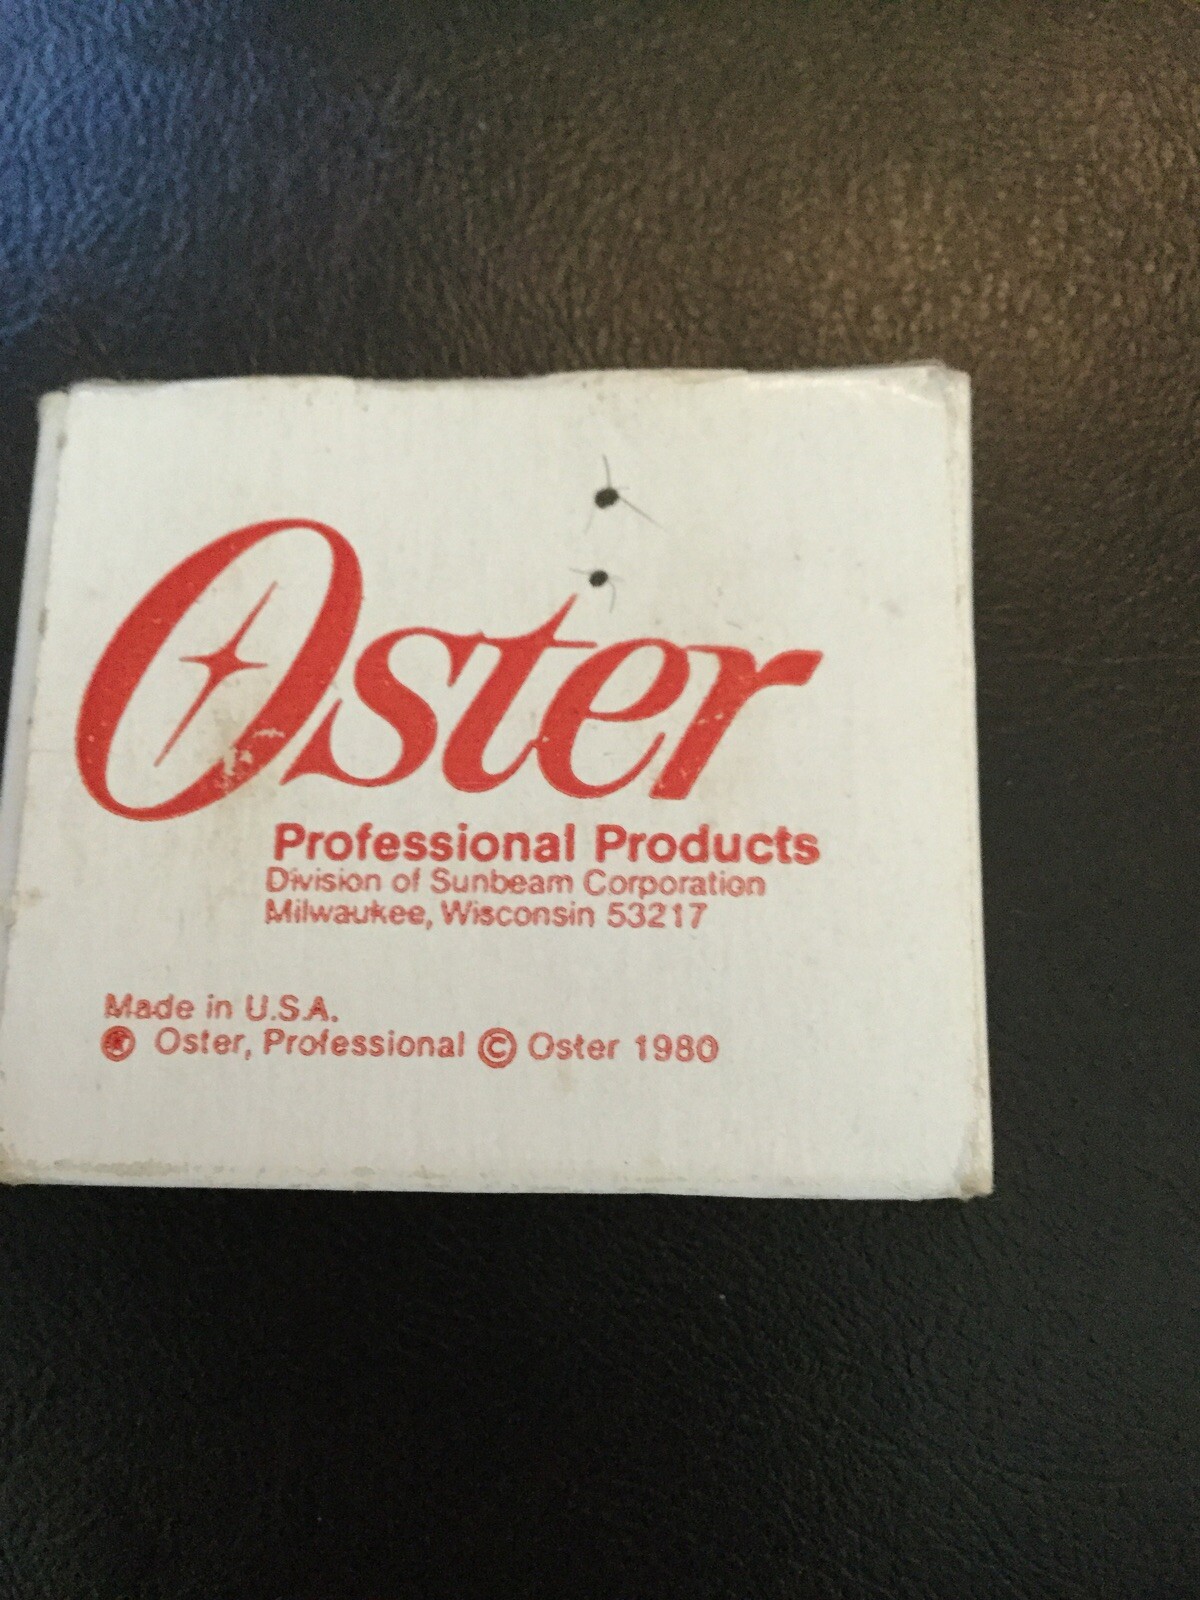 Oster
Professional Products
Division of Sunbeam Corporation
Milwaukee, Wisconsin 53217
Made in U.S.A.
® Oster, Professional © Oster 1980